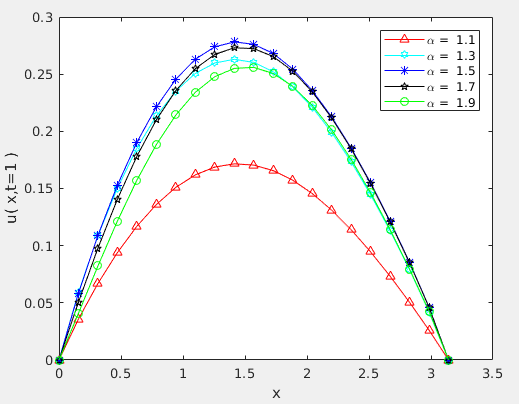 0.3
0.25
0.2
0.15
0.1
0.05
0
0 0.5 1 1.5 2 2.5 3 3.5
x
u( x,t=1 )
α = 1.1
α = 1.3
α = 1.5
α = 1.7
α = 1.9